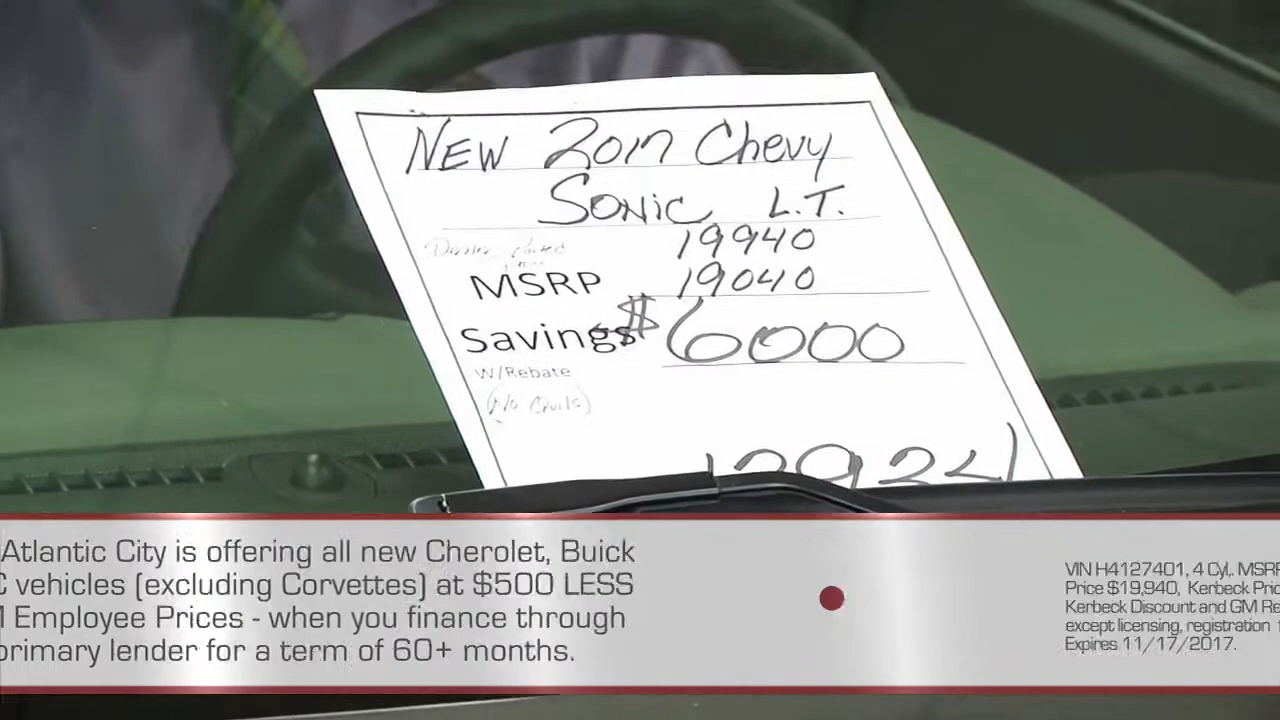 NEW 2017 Chevy
SONIC L.T.
19940
MSRP 19040
Savings $6000
W/Rebate
(No Quils)
Atlantic City is offering all new Cherolet, Buick
C vehicles (excluding Corvettes) at $500 LESS
Employee Prices - when you finance through
primary lender for a term of 60+ months.
VIN H4127401, 4 Cyl. MSRP
Price $19,940, Kerbeck Pric
Kerbeck Discount and GM Re
except licensing, registration
Expires 11/17/2017.